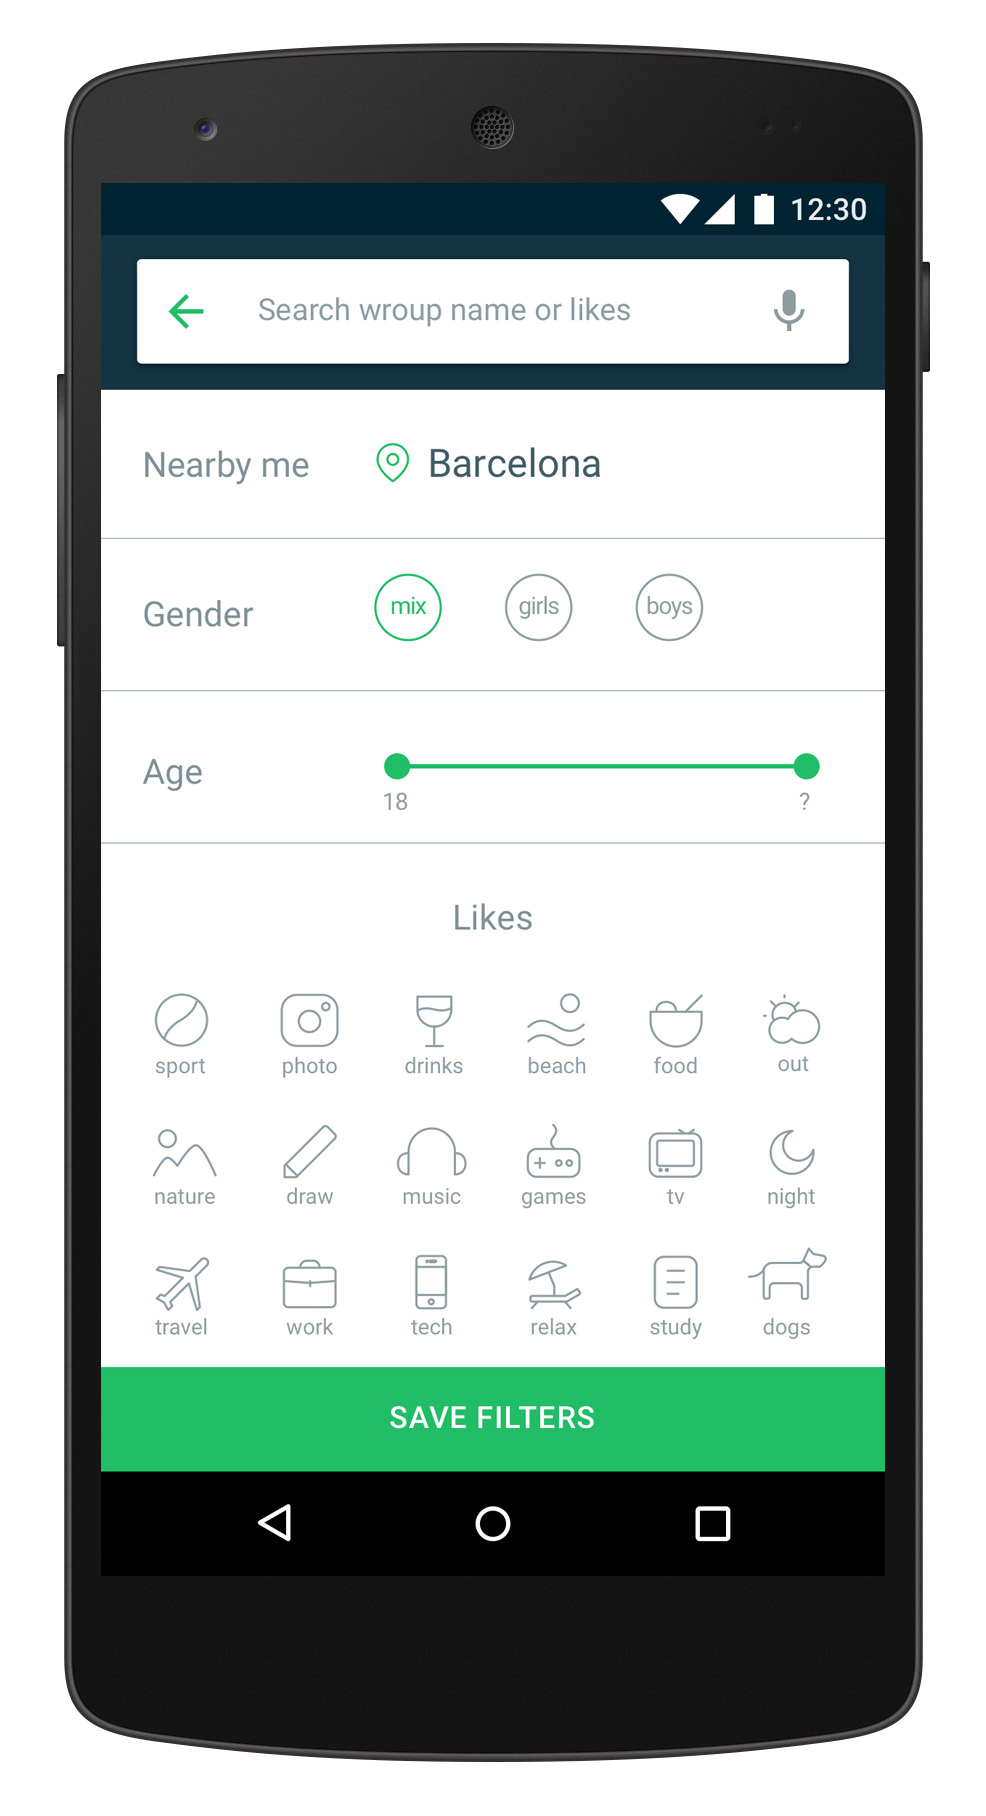 12:30
Search wroup name or likes
Nearby me Barcelona
Gender mix girls boys
Age
18 ?
Likes
sport photo drinks beach food out
nature draw music games tv night
travel work tech relax study dogs
SAVE FILTERS